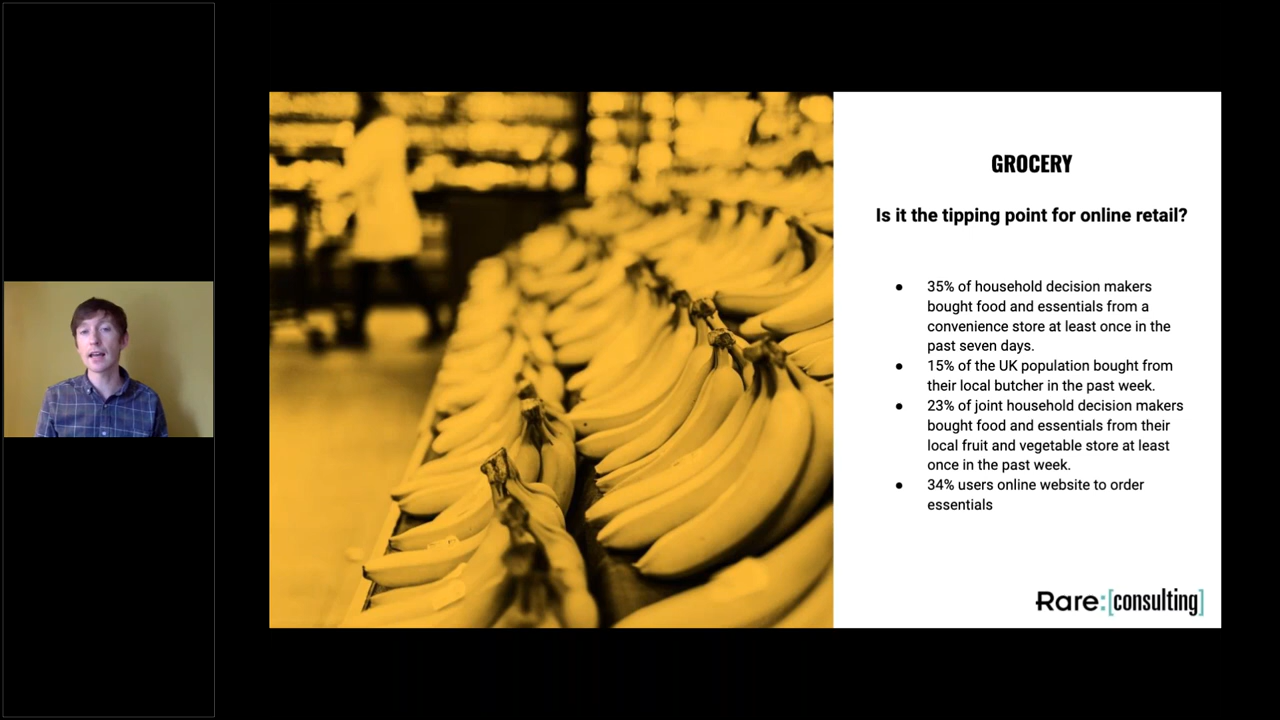 GROCERY
Is it the tipping point for online retail?
● 35% of household decision makers
bought food and essentials from a
convenience store at least once in the
past seven days.
● 15% of the UK population bought from
their local butcher in the past week.
● 23% of joint household decision makers
bought food and essentials from their
local fruit and vegetable store at least
once in the past week.
● 34% users online website to order
essentials
Rare:[consulting]